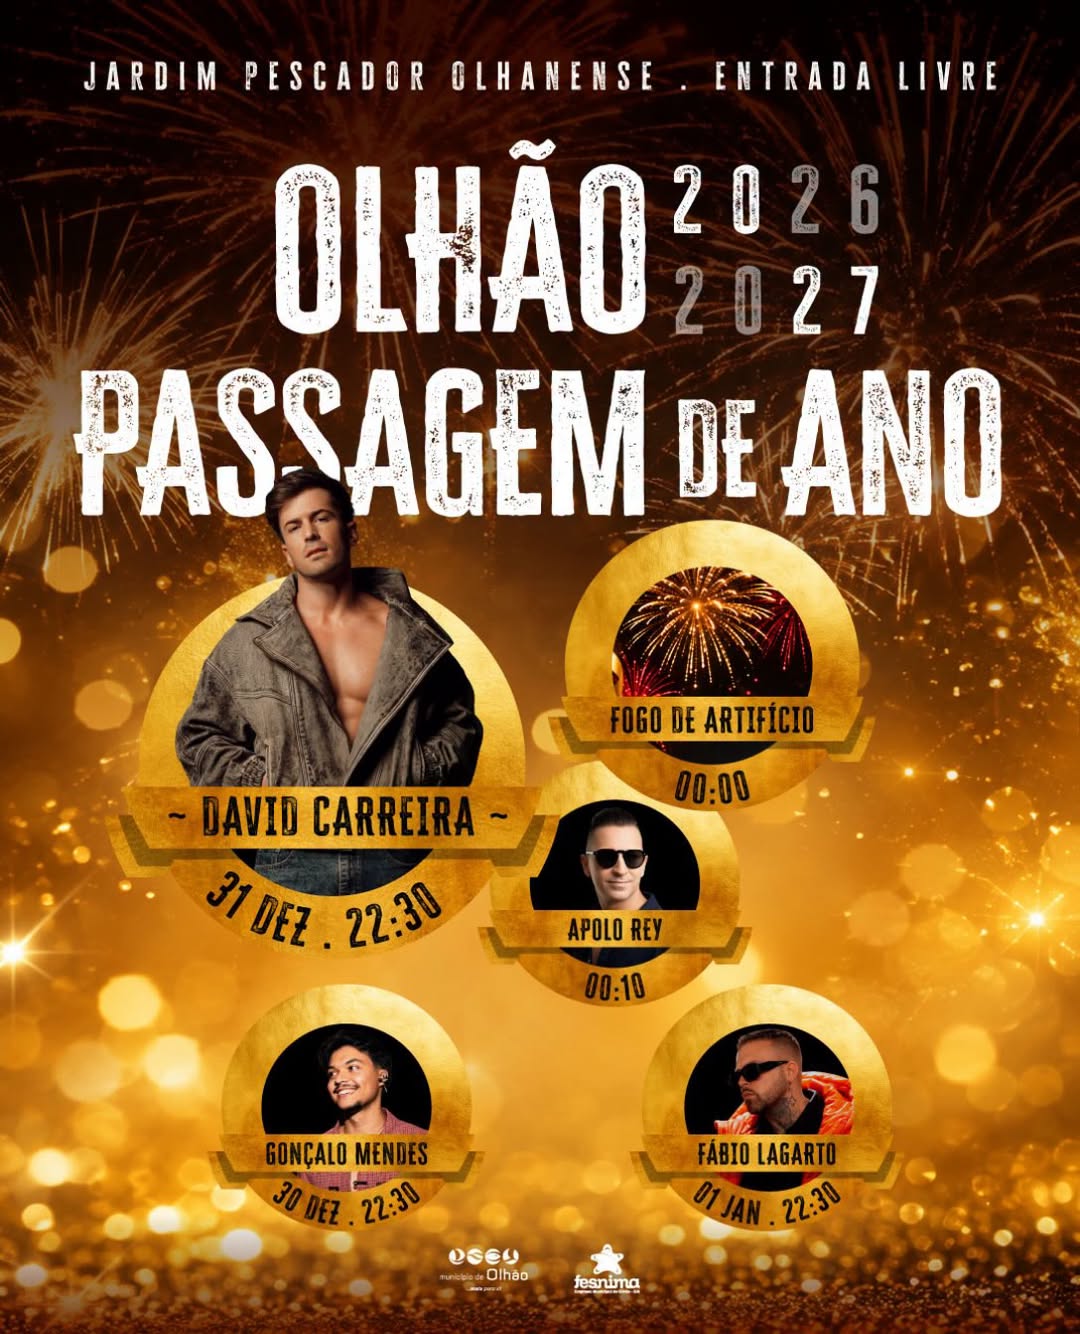 JARDIM PESCADOR OLHANENSE . ENTRADA LIVRE
OLHÃO
2026
2027
PASSAGEM DE ANO
FOGO DE ARTIFÍCIO
00:00
~ DAVID CARREIRA ~
31 DEZ . 22:30
APOLO REY
00:10
GONÇALO MENDES
30 DEZ . 22:30
FÁBIO LAGARTO
01 JAN . 22:30
município de Olhão
fesnima